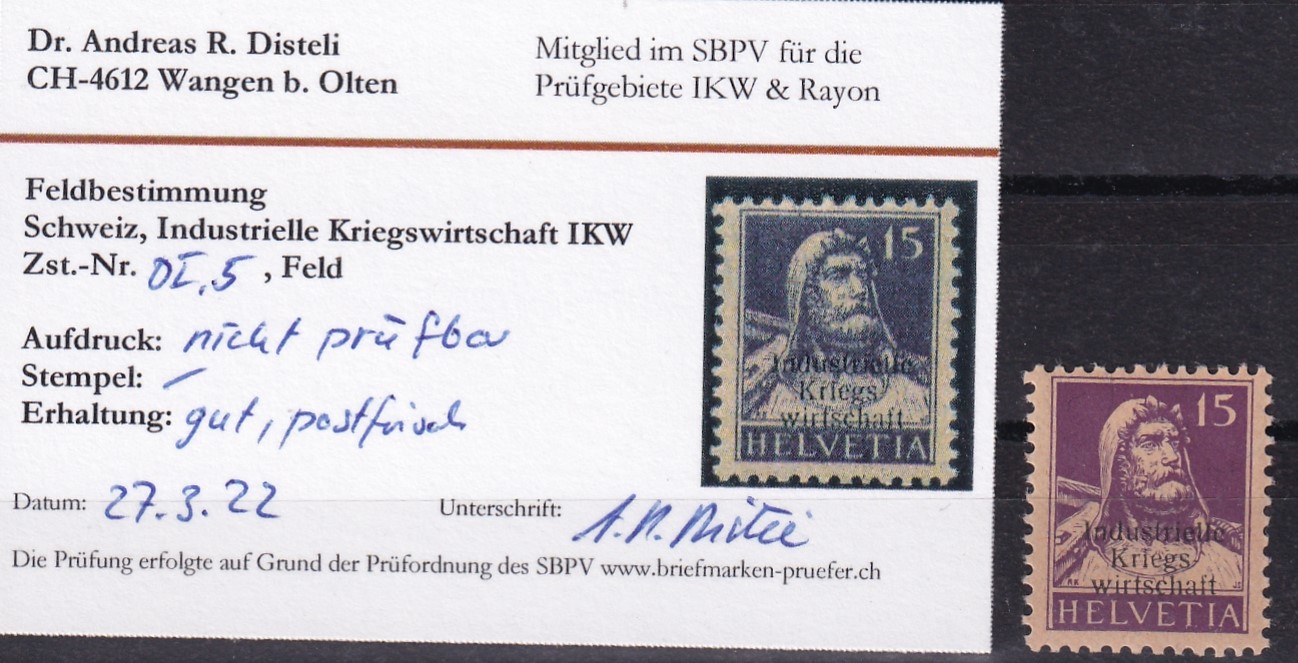 Dr. Andreas R. Disteli
CH-4612 Wangen b. Olten
Mitglied im SBPV für die
Prüfgebiete IKW & Rayon
Feldbestimmung
Schweiz, Industrielle Kriegswirtschaft IKW
Zst.-Nr. OI.5 , Feld
Aufdruck: nicht prüfbar
Stempel: –
Erhaltung: gut, postfrisch
Datum: 27.3.22
Unterschrift: A.R. Disteli
Die Prüfung erfolgte auf Grund der Prüfordnung des SBPV www.briefmarken-pruefer.ch
15
Industrielle
Kriegs
wirtschaft
HELVETIA
15
Industrielle
Kriegs
wirtschaft
HELVETIA